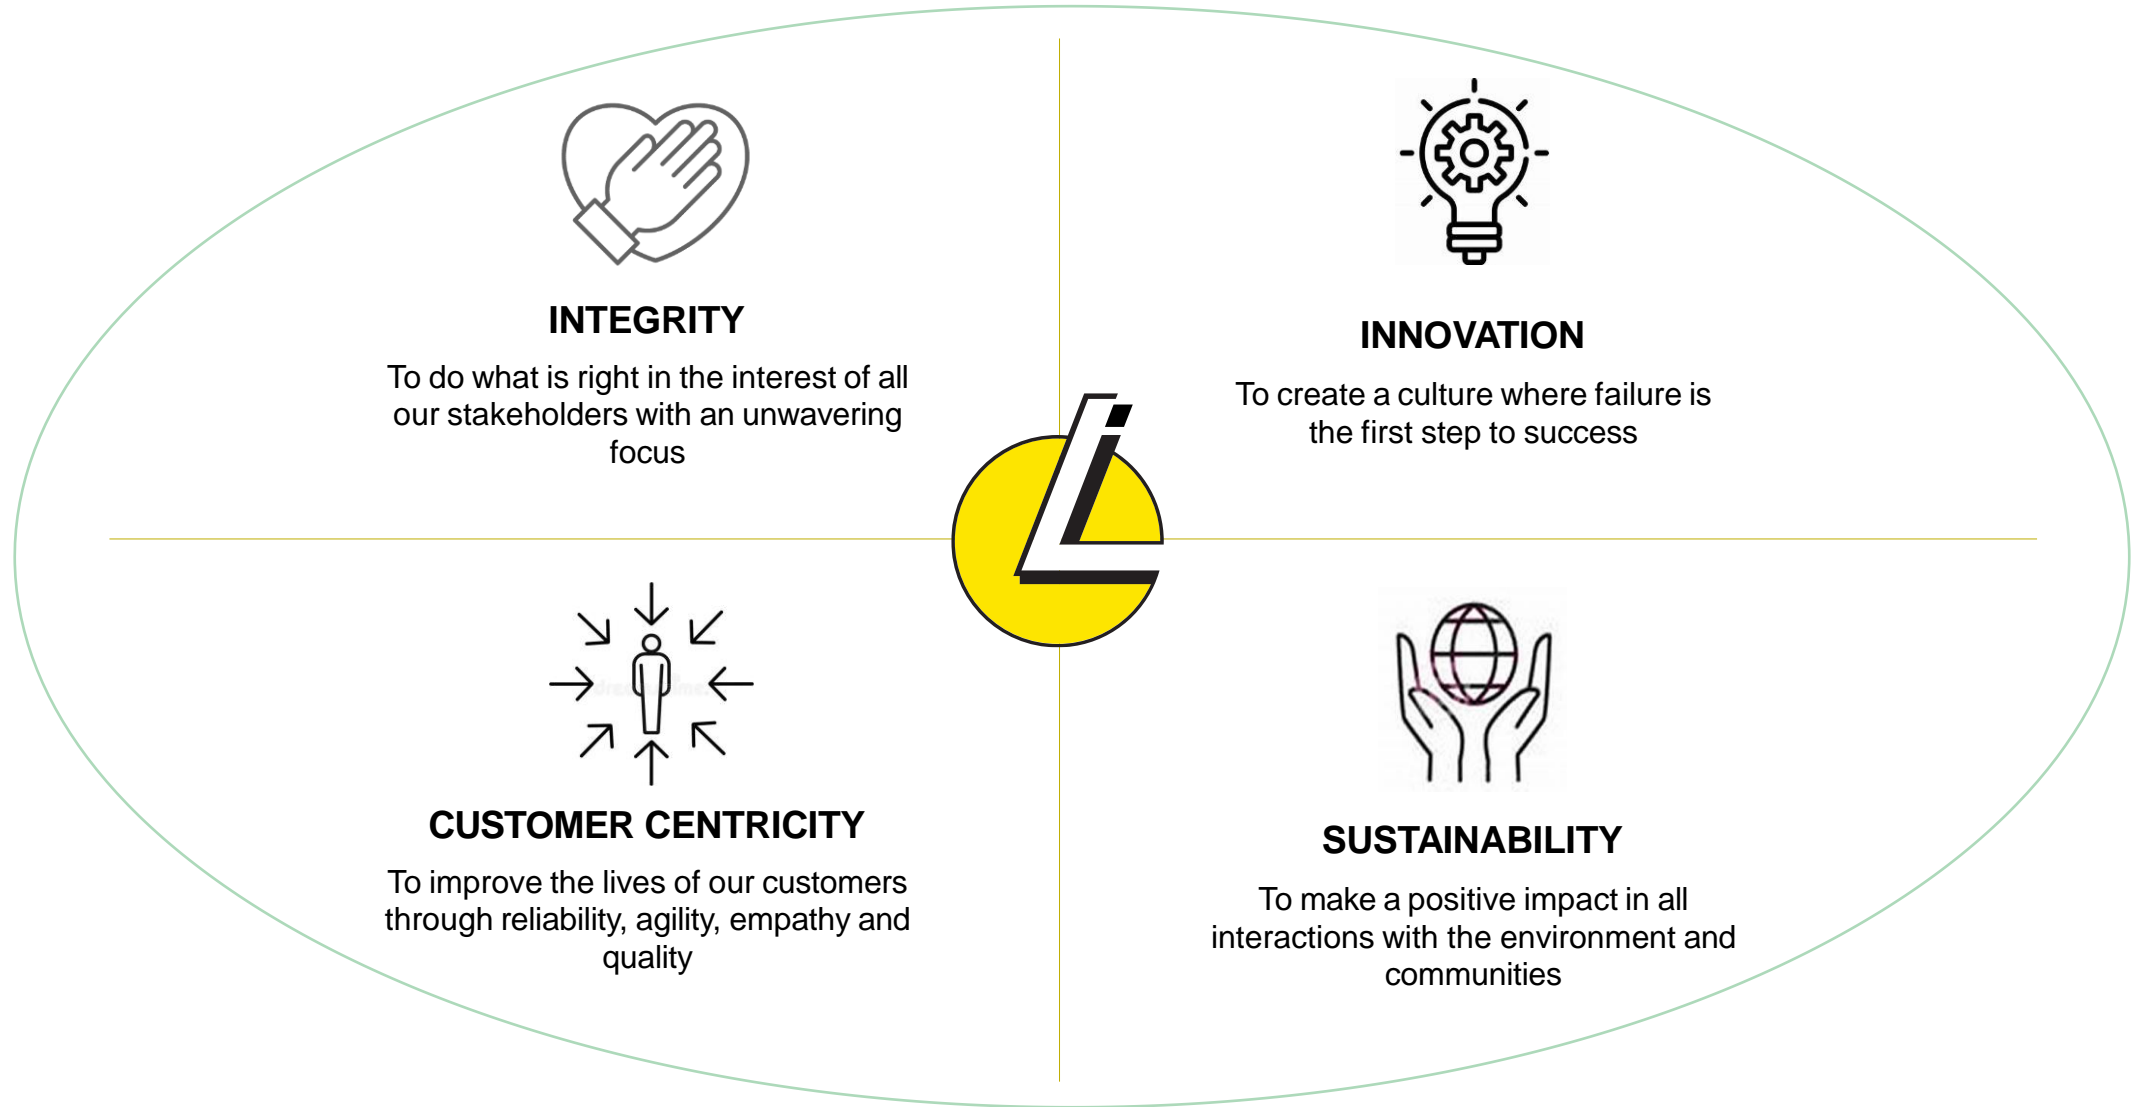 INTEGRITY
To do what is right in the interest of all
our stakeholders with an unwavering
focus
INNOVATION
To create a culture where failure is
the first step to success
CUSTOMER CENTRICITY
To improve the lives of our customers
through reliability, agility, empathy and
quality
SUSTAINABILITY
To make a positive impact in all
interactions with the environment and
communities